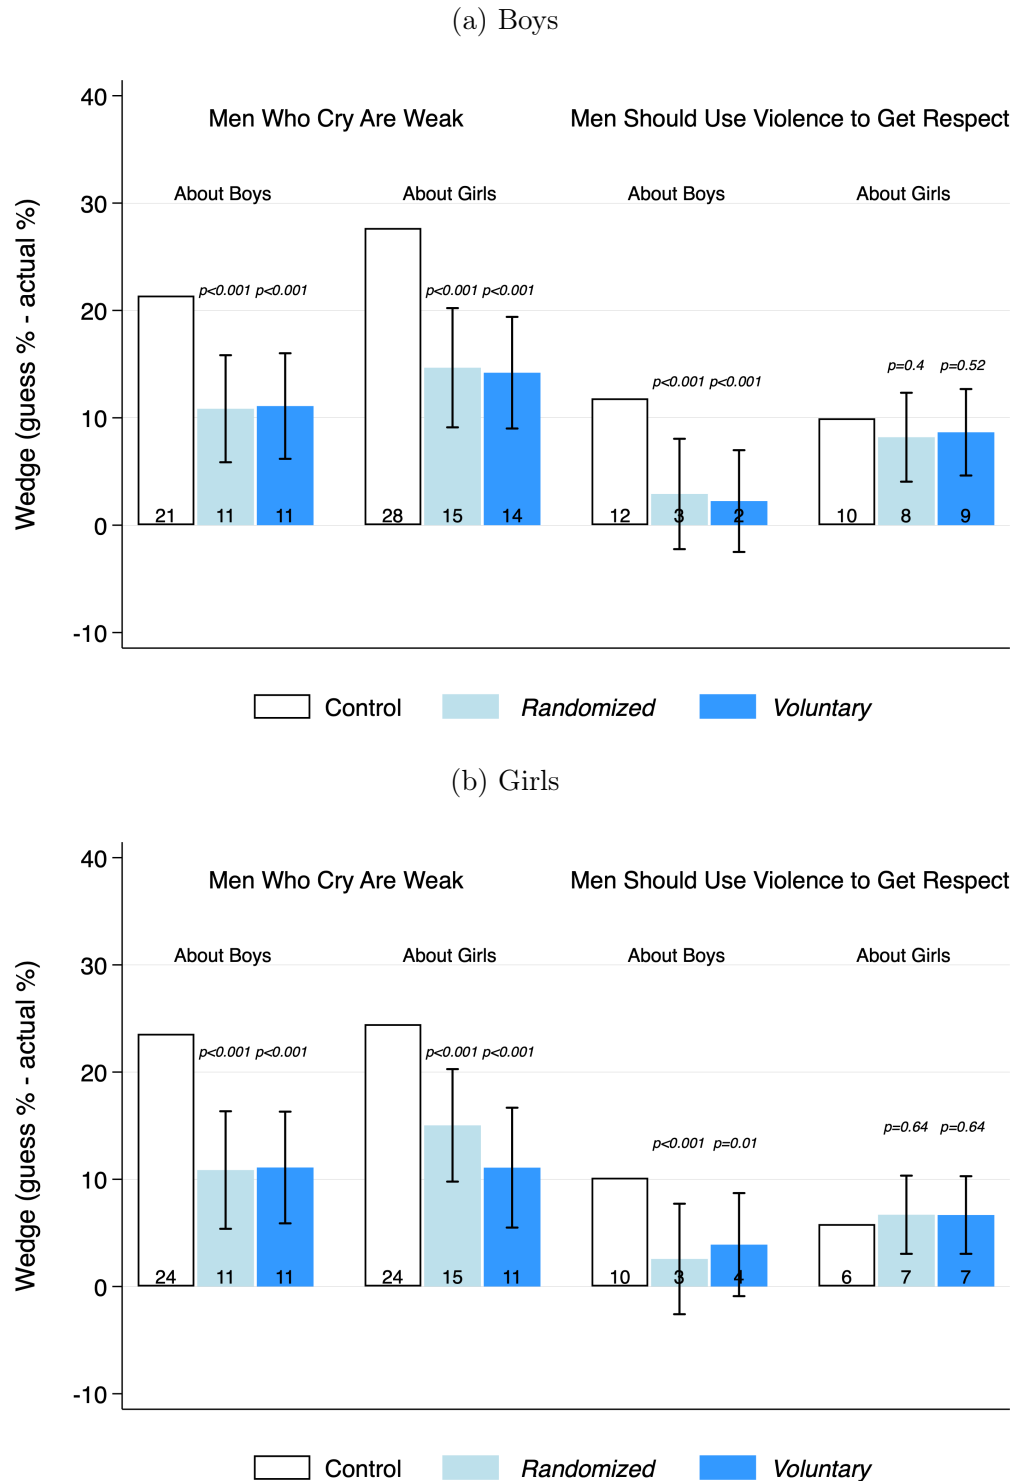 (a) Boys
Men Who Cry Are Weak Men Should Use Violence to Get Respect
About Boys About Girls About Boys About Girls
Wedge (guess % - actual %)
40
30
20
10
0
-10
p<0.001 p<0.001 p<0.001 p<0.001 p<0.001 p<0.001 p=0.4 p=0.52
21 11 11 28 15 14 12 3 2 10 8 9
Control Randomized Voluntary
(b) Girls
Men Who Cry Are Weak Men Should Use Violence to Get Respect
About Boys About Girls About Boys About Girls
Wedge (guess % - actual %)
40
30
20
10
0
-10
p<0.001 p<0.001 p<0.001 p<0.001 p<0.001 p=0.01 p=0.64 p=0.64
24 11 11 24 15 11 10 3 4 6 7 7
Control Randomized Voluntary